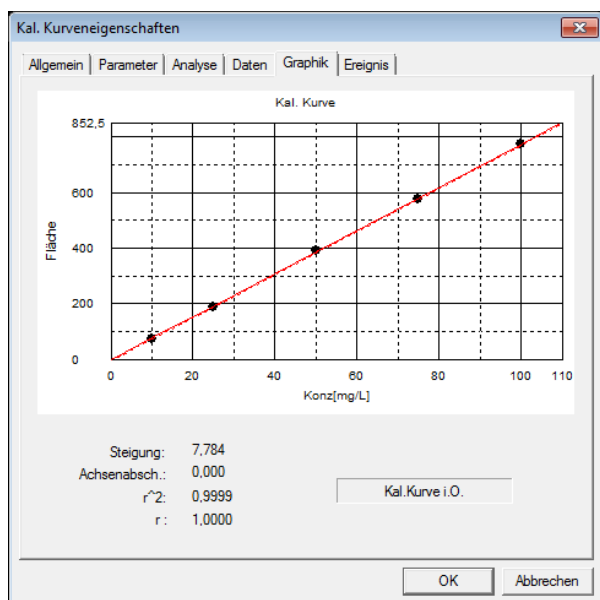 Kal. Kurveneigenschaften
Allgemein Parameter Analyse Daten Graphik Ereignis
Kal. Kurve
852,5
600
400
200
0
Fläche
0 20 40 60 80 100 110
Konz[mg/L]
Steigung: 7,784
Achsenabsch.: 0,000
r^2: 0,9999
r : 1,0000
Kal.Kurve i.O.
OK Abbrechen